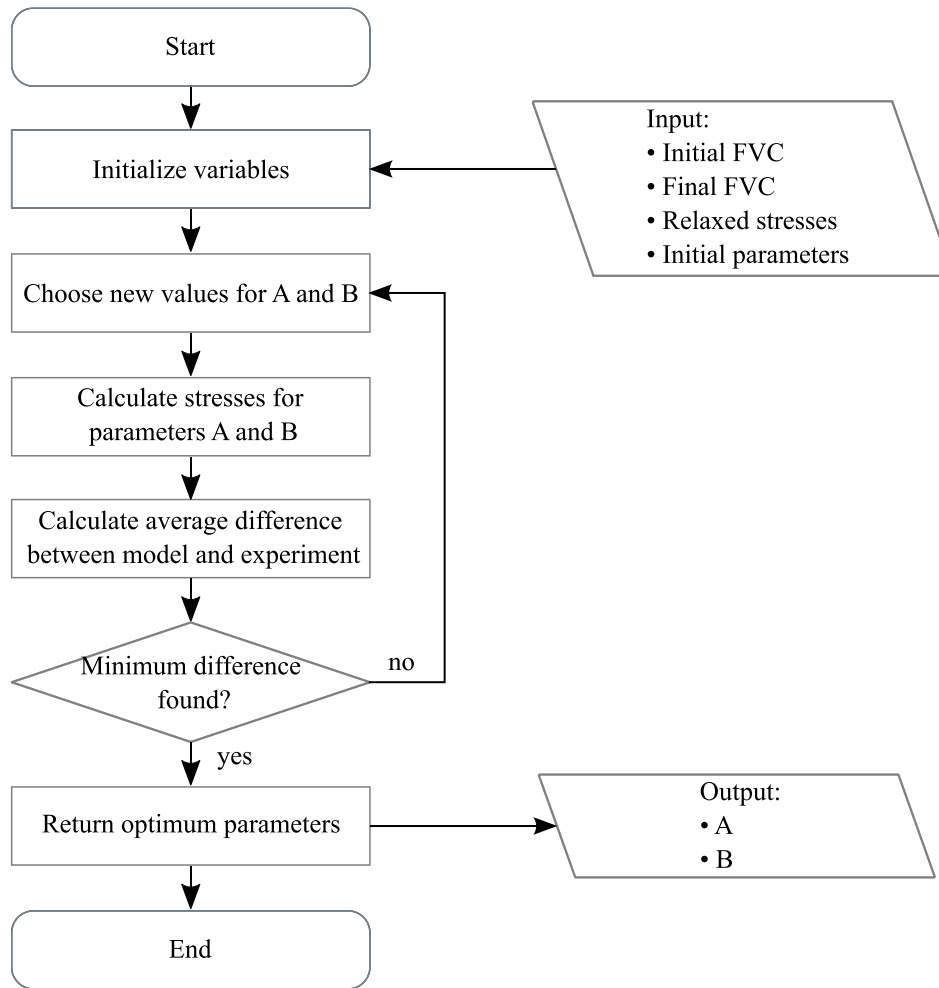 Start
Initialize variables
Input:
• Initial FVC
• Final FVC
• Relaxed stresses
• Initial parameters
Choose new values for A and B
Calculate stresses for
parameters A and B
Calculate average difference
between model and experiment
Minimum difference
found?
no
yes
Return optimum parameters
Output:
• A
• B
End